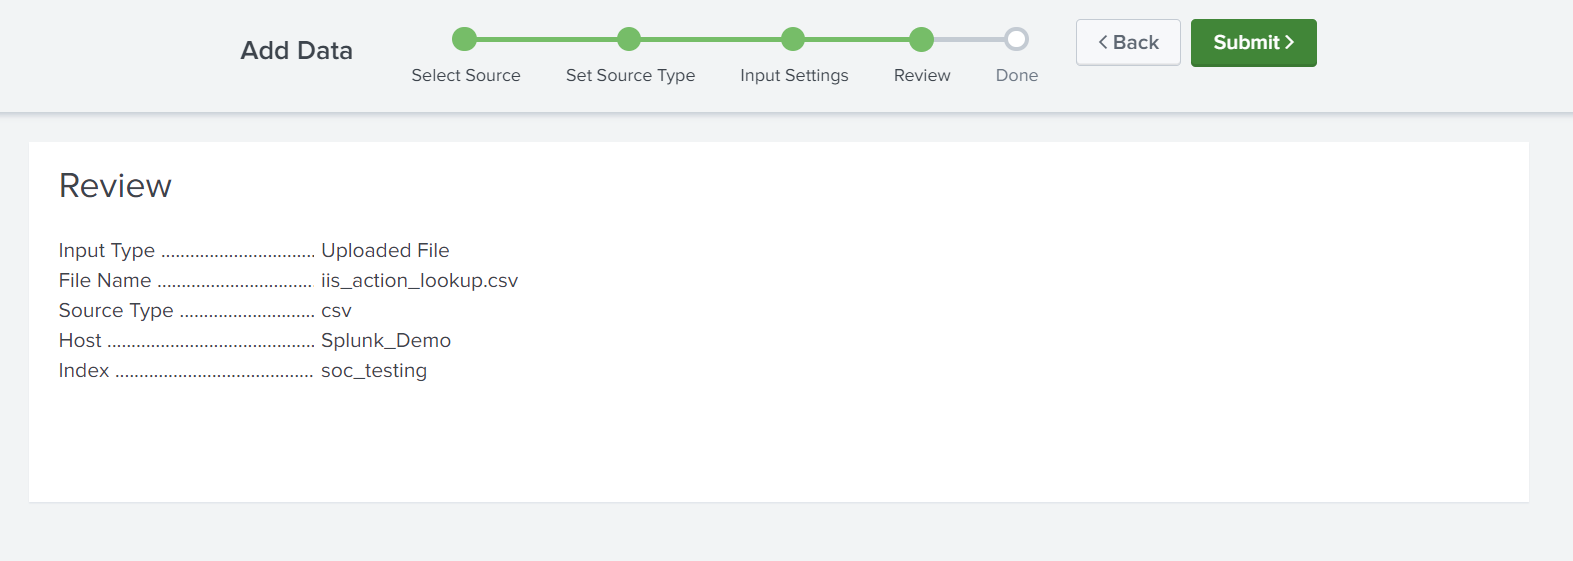 Add Data
Select Source
Set Source Type
Input Settings
Review
Done
< Back
Submit >
Review
Input Type ................................ Uploaded File
File Name ................................ iis_action_lookup.csv
Source Type ............................ csv
Host ........................................... Splunk_Demo
Index ......................................... soc_testing